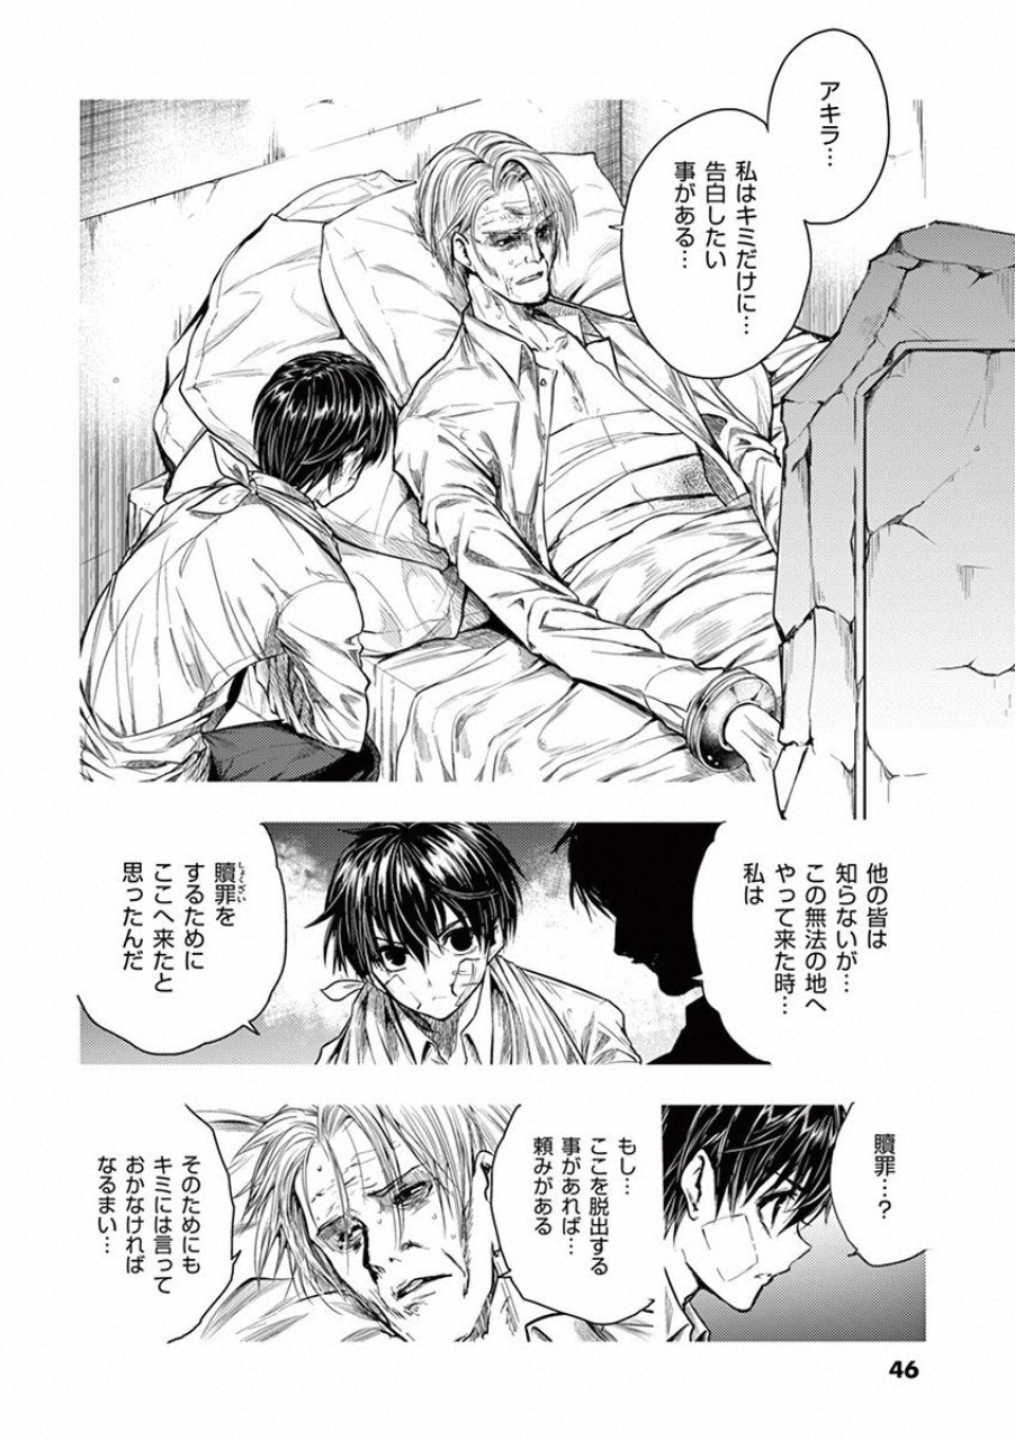 アキラ…
私はキミだけに…
告白したい
事がある…
他の皆は
知らないが…
この無法の地へ
やって来た時…
私は
贖罪を
しょくざい
するために
ここへ来たと
思ったんだ
贖罪…?
もし…
ここを脱出する
事があれば…
頼みがある
そのためにも
キミには言って
おかなければ
なるまい…
46